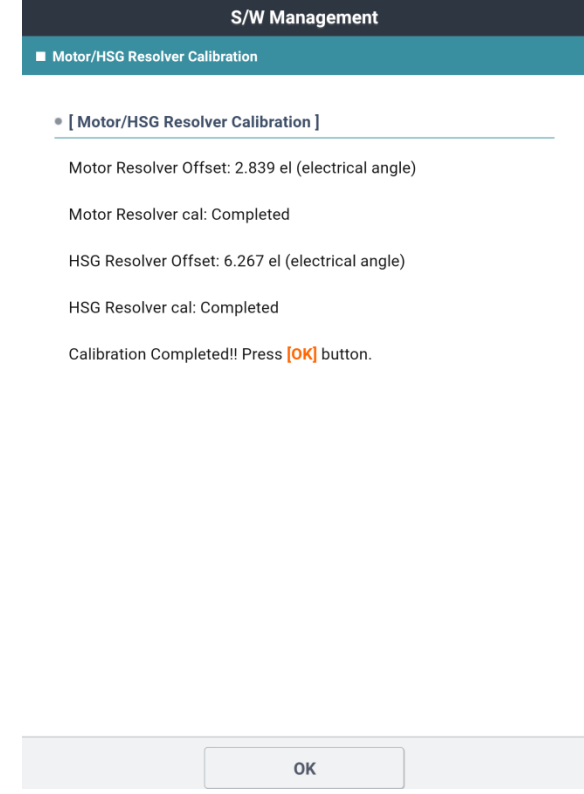 S/W Management
Motor/HSG Resolver Calibration
[ Motor/HSG Resolver Calibration ]
Motor Resolver Offset: 2.839 el (electrical angle)
Motor Resolver cal: Completed
HSG Resolver Offset: 6.267 el (electrical angle)
HSG Resolver cal: Completed
Calibration Completed!! Press [OK] button.
OK